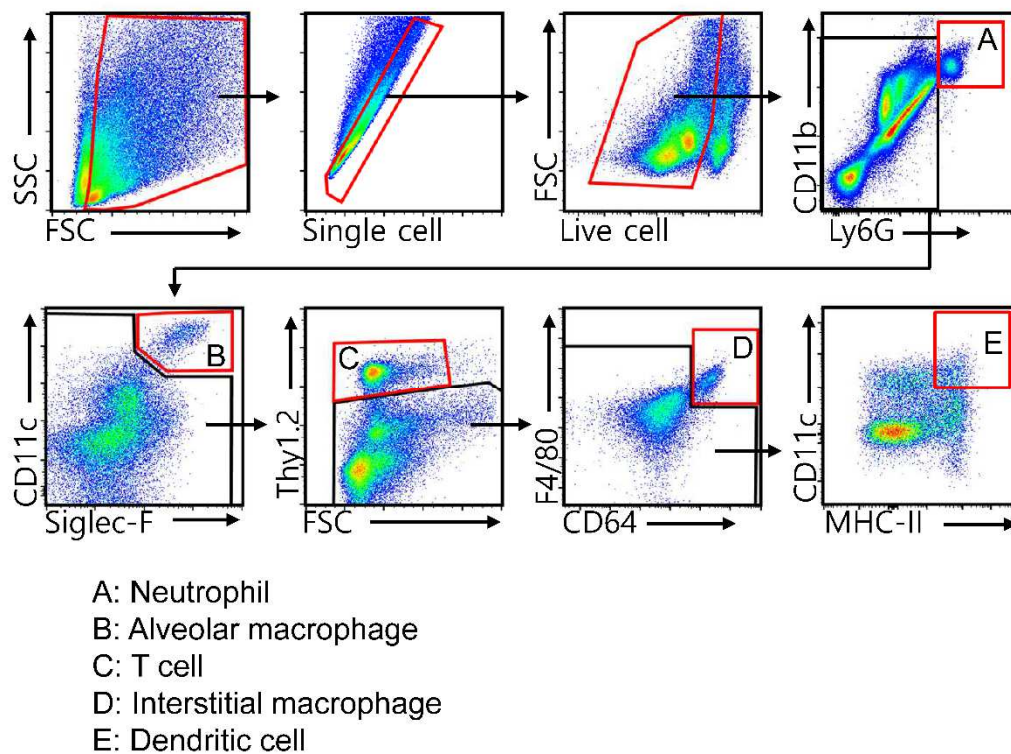 SSC
FSC
Single cell
FSC
Live cell
A
CD11b
Ly6G
B
CD11c
Siglec-F
C
Thy1.2
FSC
D
F4/80
CD64
E
CD11c
MHC-II
A: Neutrophil
B: Alveolar macrophage
C: T cell
D: Interstitial macrophage
E: Dendritic cell